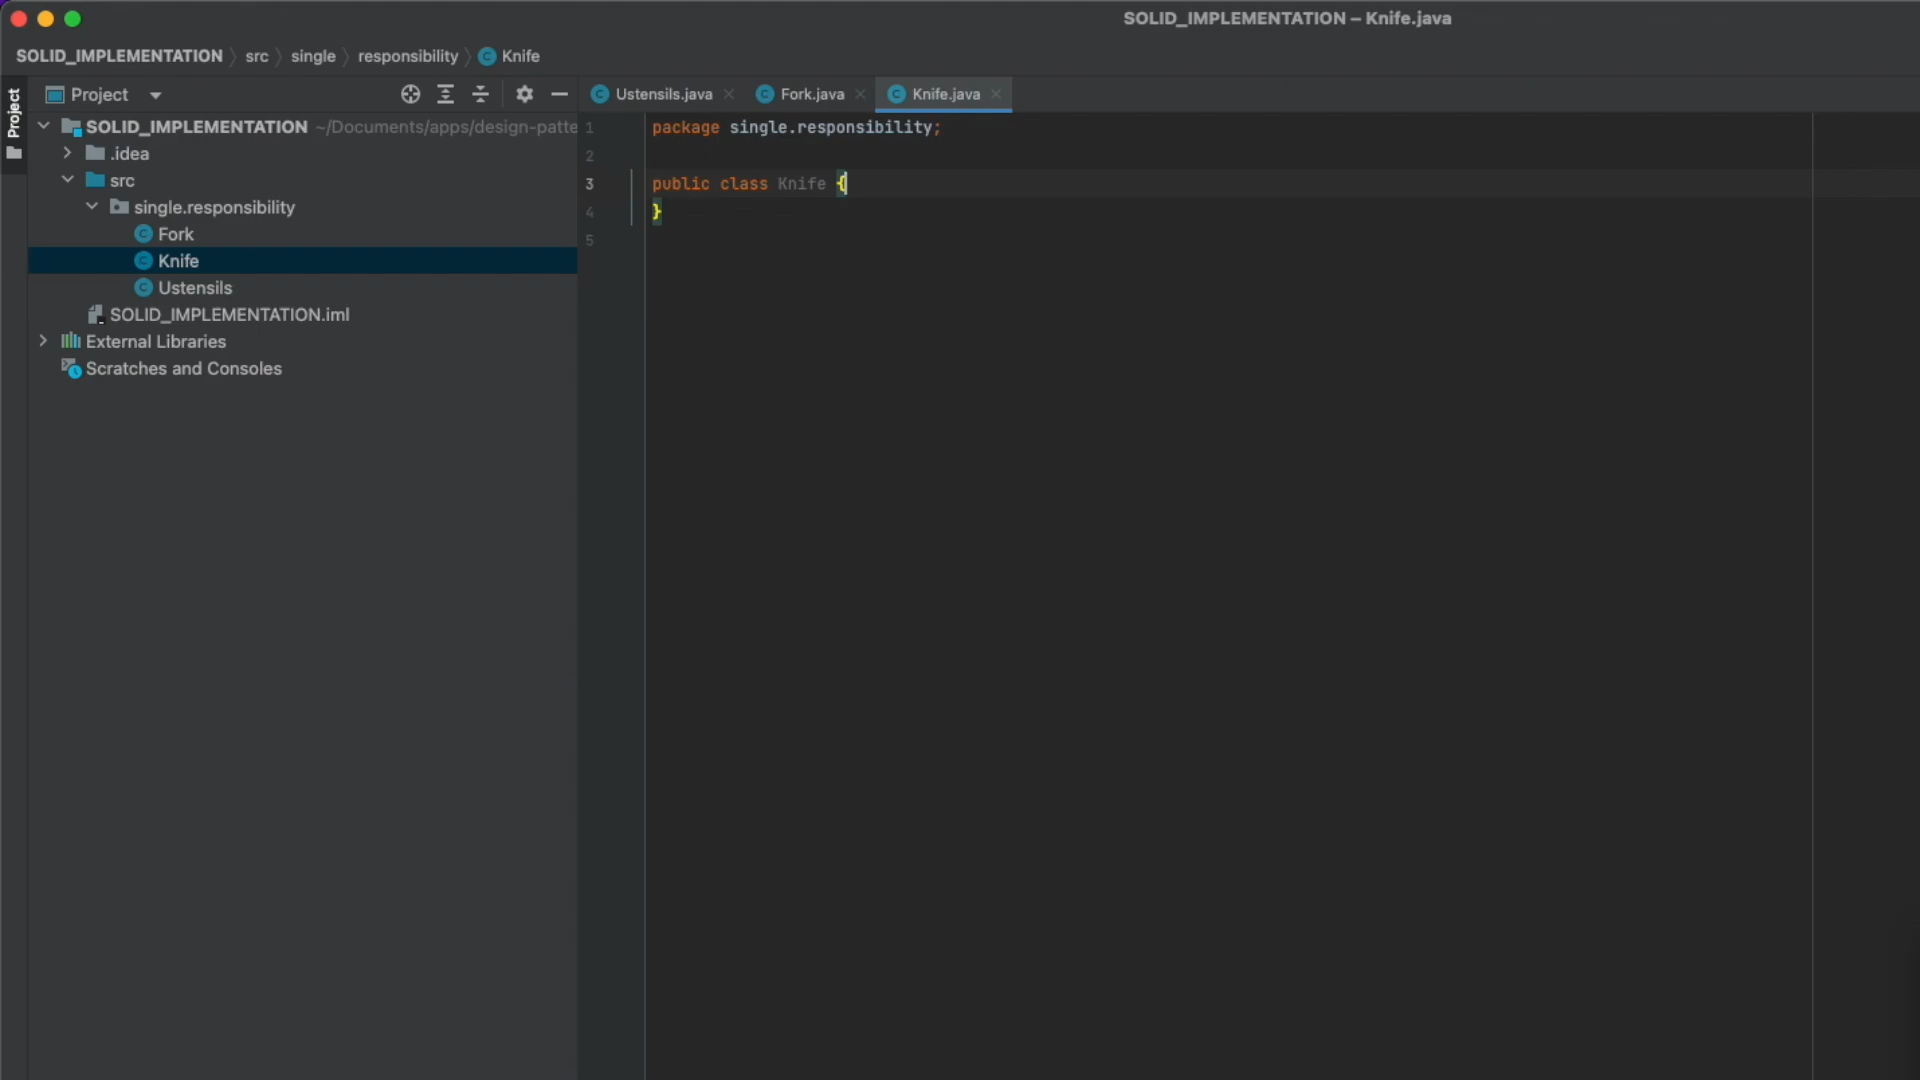 SOLID_IMPLEMENTATION – Knife.java
SOLID_IMPLEMENTATION src single responsibility Knife
Project
Project
Ustensils.java Fork.java Knife.java
SOLID_IMPLEMENTATION ~/Documents/apps/design-patte
.idea
src
single.responsibility
Fork
Knife
Ustensils
SOLID_IMPLEMENTATION.iml
External Libraries
Scratches and Consoles
1 package single.responsibility;
2
3 public class Knife {
4 }
5